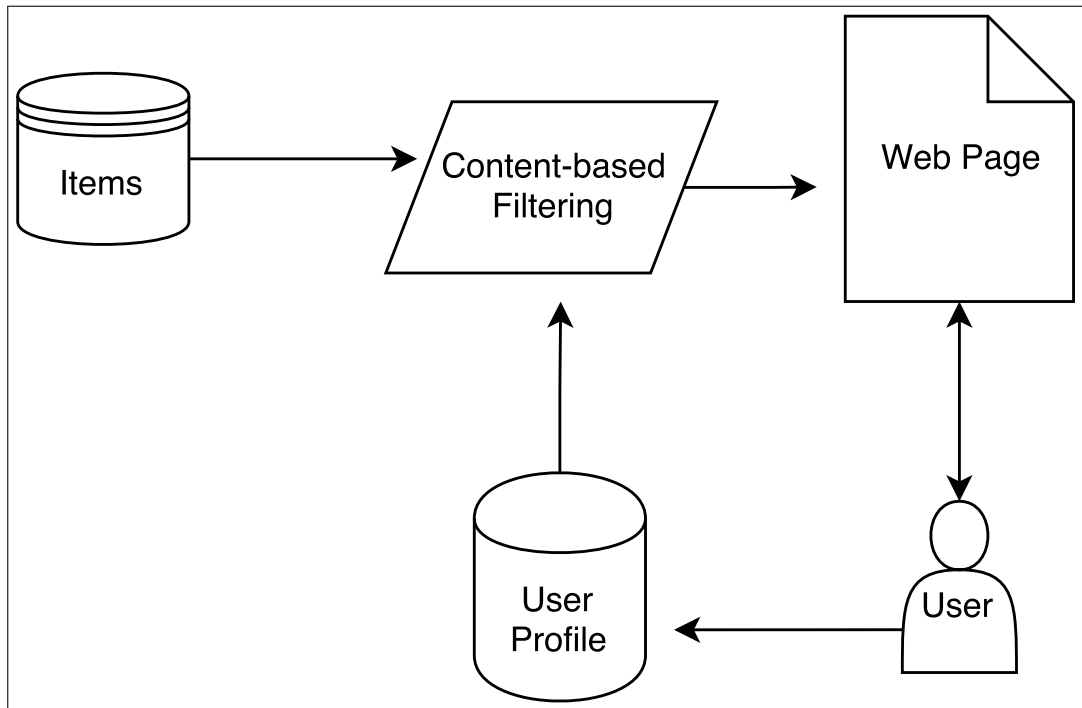 Items
Content-based
Filtering
Web Page
User
Profile
User